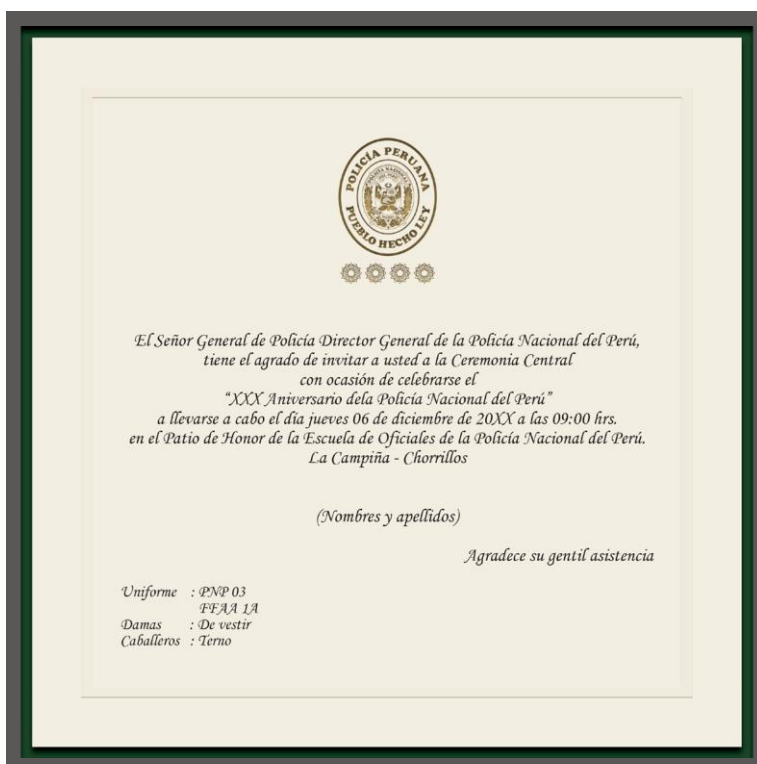 POLICÍA PERUANA
PUEBLO HECHO LEY
El Señor General de Policía Director General de la Policía Nacional del Perú,
tiene el agrado de invitar a usted a la Ceremonia Central
con ocasión de celebrarse el
“XXX Aniversario dela Policía Nacional del Perú”
a llevarse a cabo el día jueves 06 de diciembre de 20XX a las 09:00 hrs.
en el Patio de Honor de la Escuela de Oficiales de la Policía Nacional del Perú.
La Campiña - Chorrillos
(Nombres y apellidos)
Agradece su gentil asistencia
Uniforme : PNP 03
FFAA 1A
Damas : De vestir
Caballeros : Terno